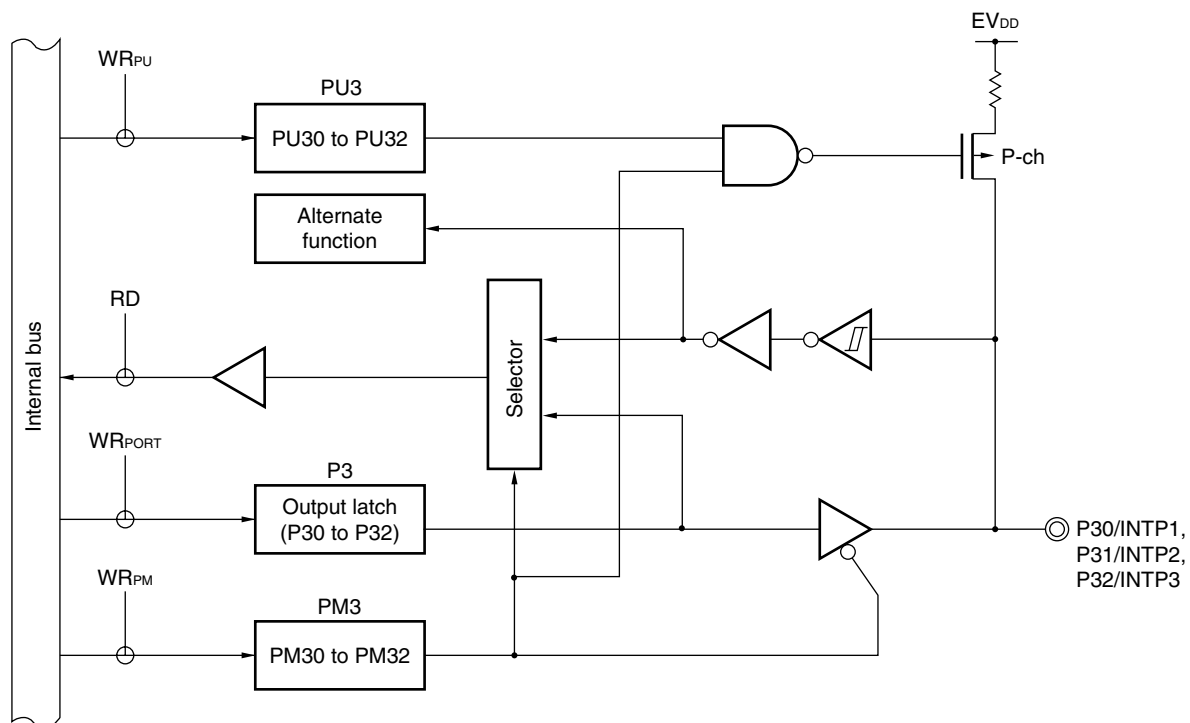 EVDD
WRPU
PU3
PU30 to PU32
P-ch
Alternate
function
RD
Internal bus
Selector
WRPORT
P3
Output latch
(P30 to P32)
P30/INTP1,
P31/INTP2,
P32/INTP3
WRPM
PM3
PM30 to PM32